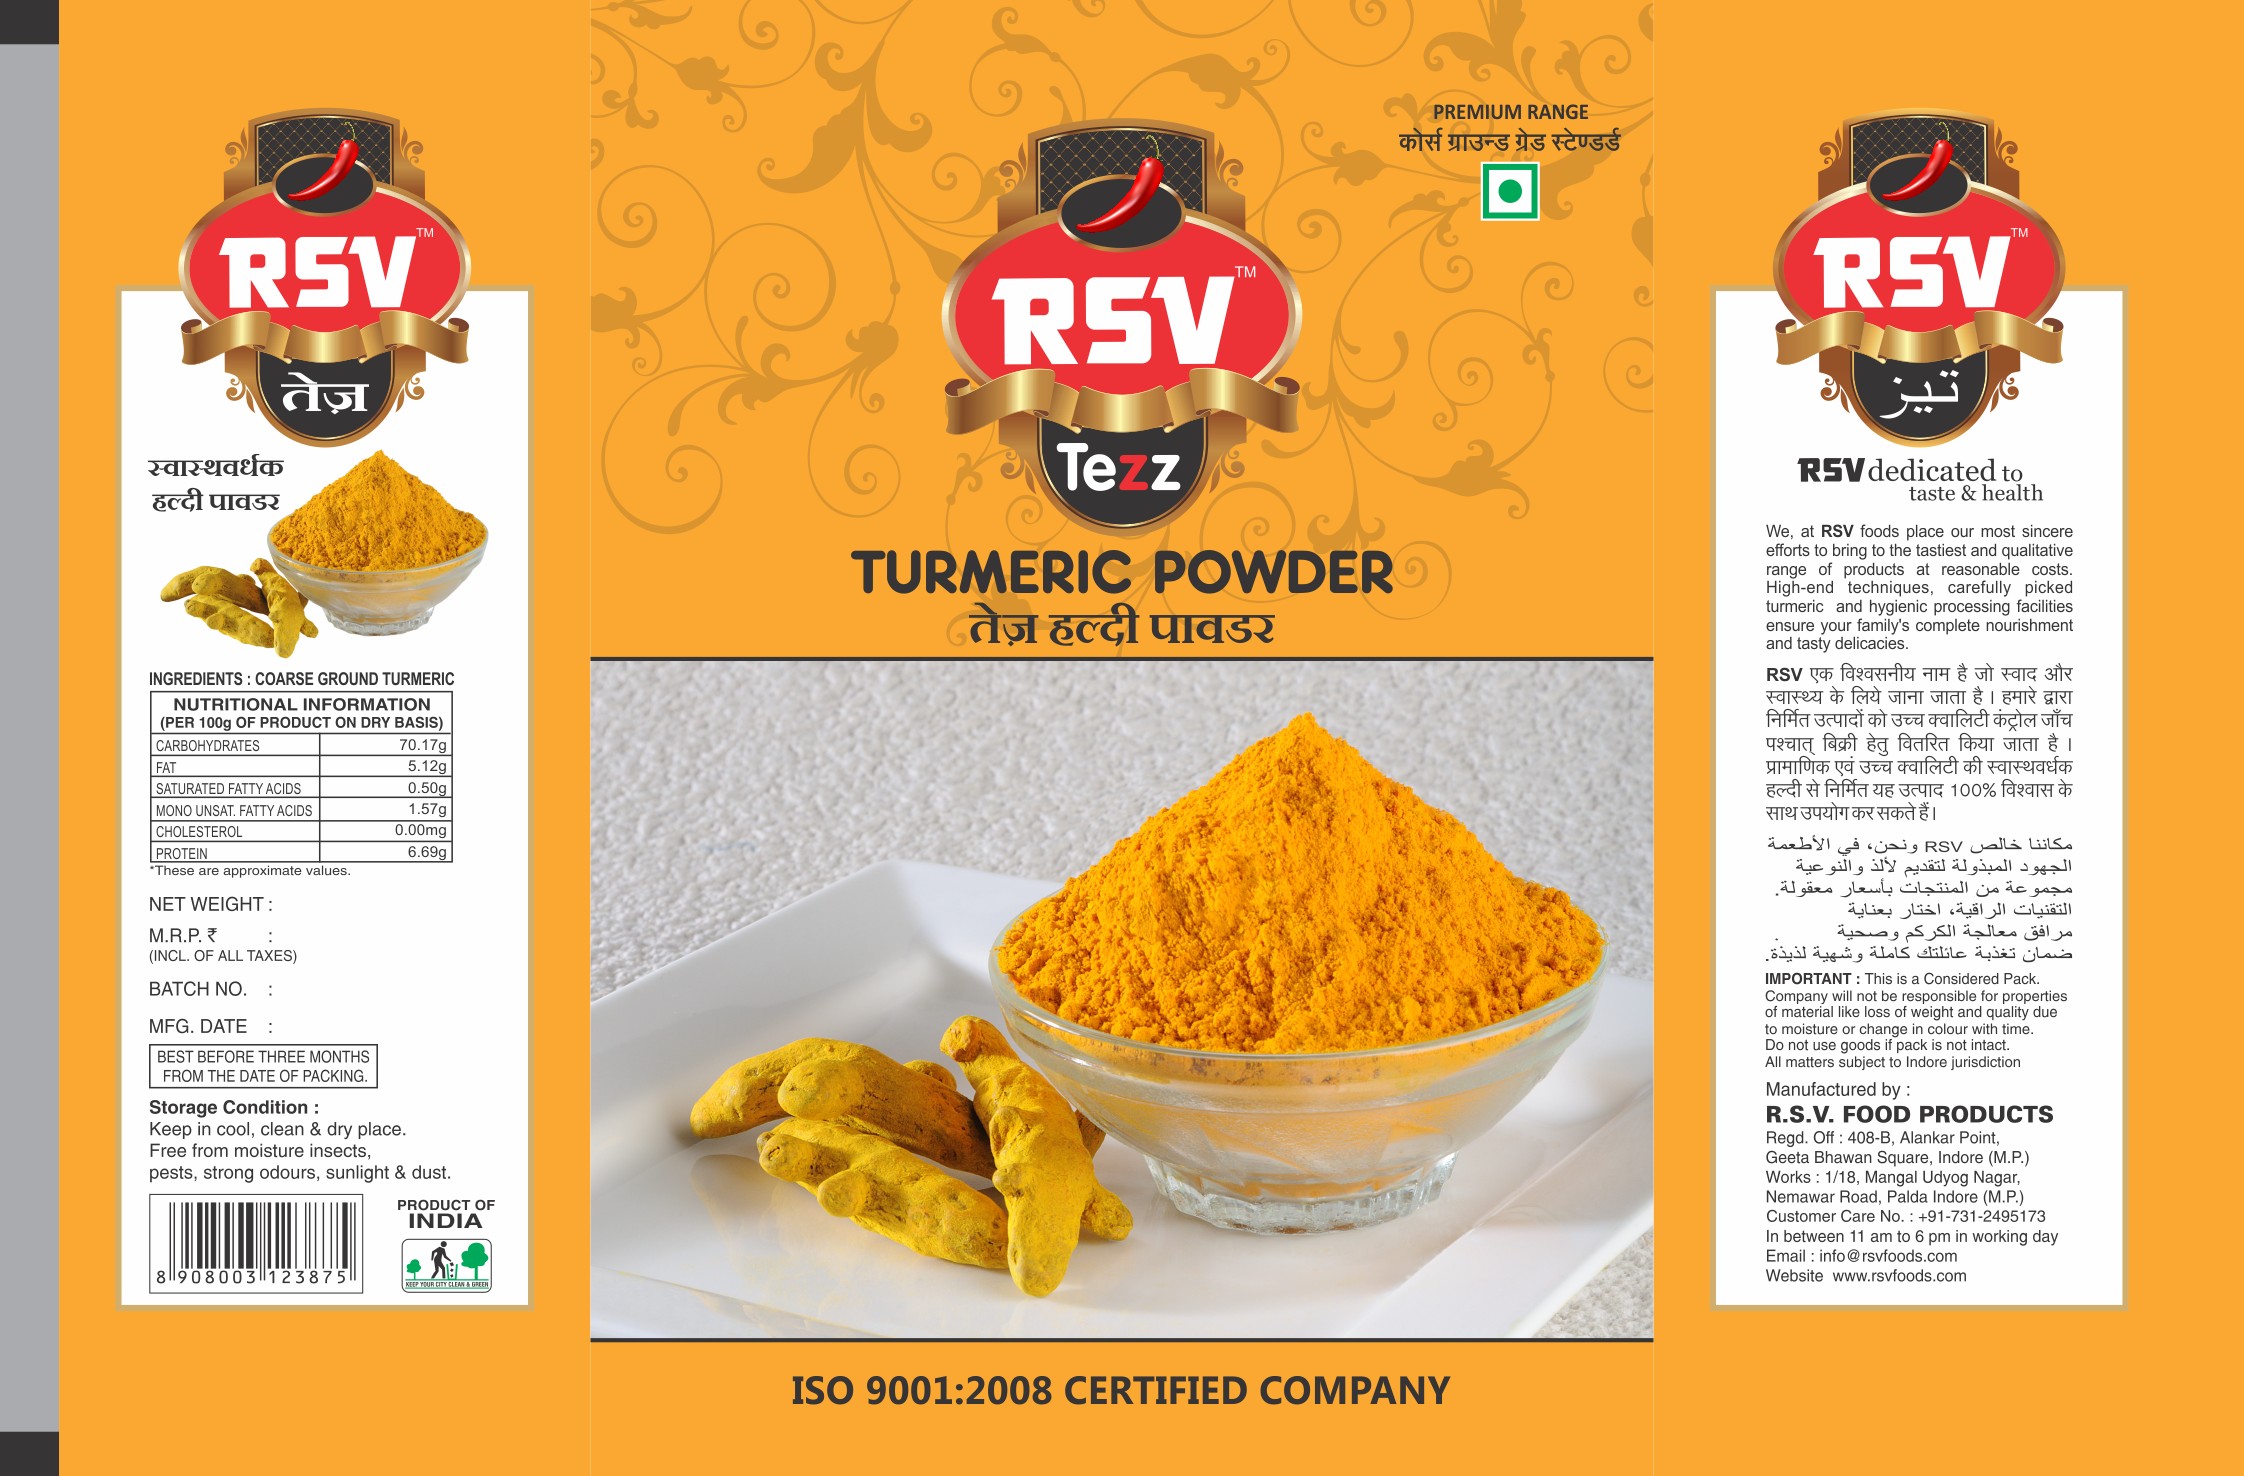 RSV TM
तेज़
स्वास्थवर्धक
हल्दी पावडर
INGREDIENTS : COARSE GROUND TURMERIC
NUTRITIONAL INFORMATION
(PER 100g OF PRODUCT ON DRY BASIS)
CARBOHYDRATES 70.17g
FAT 5.12g
SATURATED FATTY ACIDS 0.50g
MONO UNSAT. FATTY ACIDS 1.57g
CHOLESTEROL 0.00mg
PROTEIN 6.69g
*These are approximate values.
NET WEIGHT :
M.R.P. ₹ :
(INCL. OF ALL TAXES)
BATCH NO. :
MFG. DATE :
BEST BEFORE THREE MONTHS
FROM THE DATE OF PACKING.
Storage Condition :
Keep in cool, clean & dry place.
Free from moisture insects,
pests, strong odours, sunlight & dust.
8 908003 123875
PRODUCT OF
INDIA
KEEP YOUR CITY CLEAN & GREEN
PREMIUM RANGE
कोर्स ग्राउन्ड ग्रेड स्टेण्डर्ड
RSV TM
Tezz
TURMERIC POWDER
तेज़ हल्दी पावडर
ISO 9001:2008 CERTIFIED COMPANY
RSV TM
تيز
RSV dedicated to
taste & health
We, at RSV foods place our most sincere
efforts to bring to the tastiest and qualitative
range of products at reasonable costs.
High-end techniques, carefully picked
turmeric and hygienic processing facilities
ensure your family's complete nourishment
and tasty delicacies.
RSV एक विश्वसनीय नाम है जो स्वाद और
स्वास्थ्य के लिये जाना जाता है । हमारे द्वारा
निर्मित उत्पादों को उच्च क्वालिटी कंट्रोल जाँच
पश्चात् बिक्री हेतु वितरित किया जाता है ।
प्रामाणिक एवं उच्च क्वालिटी की स्वास्थवर्धक
हल्दी से निर्मित यह उत्पाद 100% विश्वास के
साथ उपयोग कर सकते हैं।
مكاننا خالص RSV ونحن، في الأطعمة
الجهود المبذولة لتقديم لألذ والنوعية
مجموعة من المنتجات بأسعار معقولة.
التقنيات الراقية، اختار بعناية
مرافق معالجة الكركم وصحية .
ضمان تغذبة عائلتك كاملة وشهية لذيذة.
IMPORTANT : This is a Considered Pack.
Company will not be responsible for properties
of material like loss of weight and quality due
to moisture or change in colour with time.
Do not use goods if pack is not intact.
All matters subject to Indore jurisdiction
Manufactured by :
R.S.V. FOOD PRODUCTS
Regd. Off : 408-B, Alankar Point,
Geeta Bhawan Square, Indore (M.P.)
Works : 1/18, Mangal Udyog Nagar,
Nemawar Road, Palda Indore (M.P.)
Customer Care No. : +91-731-2495173
In between 11 am to 6 pm in working day
Email : info@rsvfoods.com
Website www.rsvfoods.com